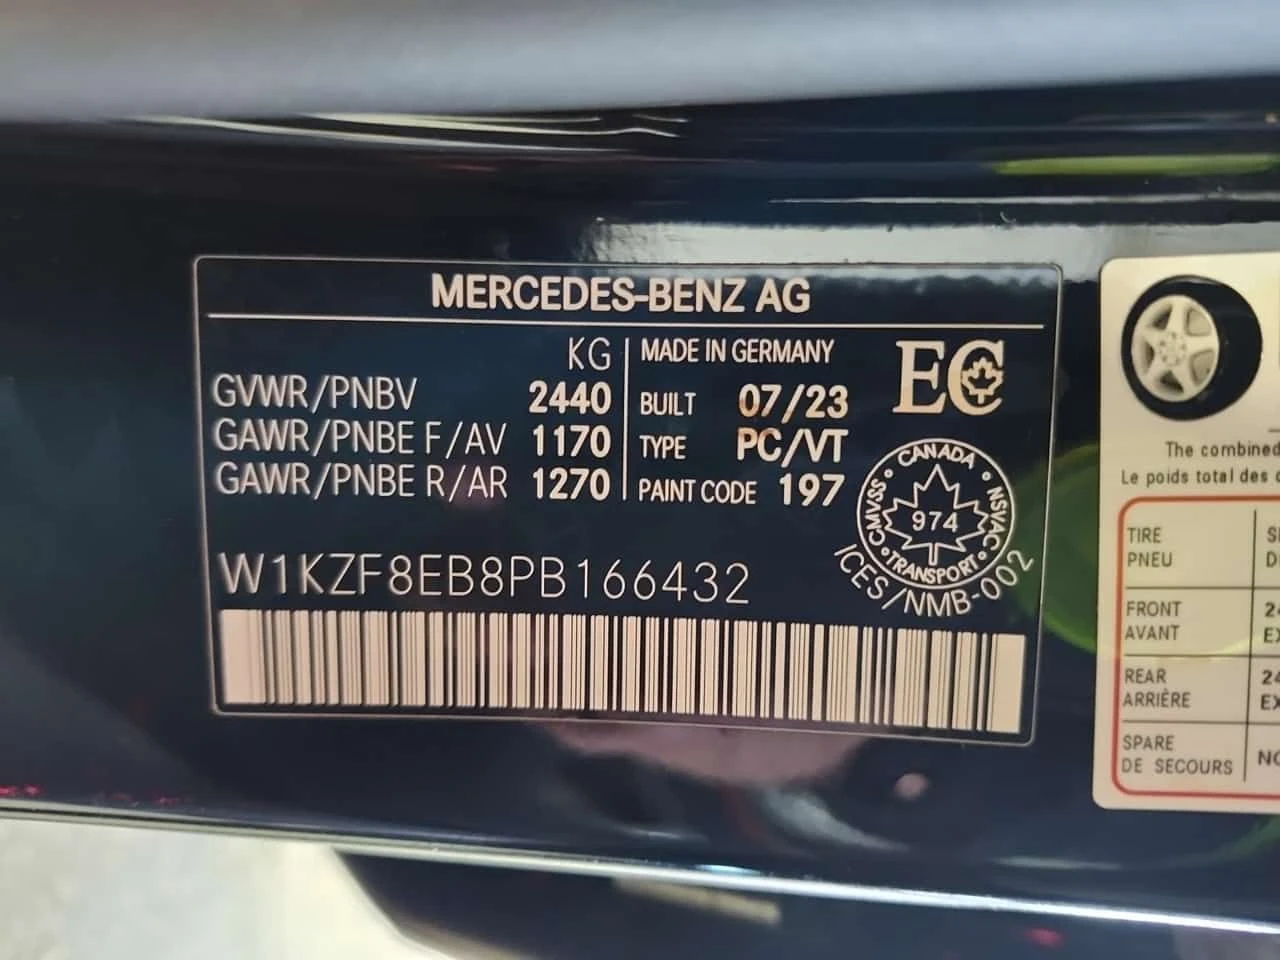 MERCEDES-BENZ AG
KG
GVWR/PNBV 2440
GAWR/PNBE F/AV 1170
GAWR/PNBE R/AR 1270
MADE IN GERMANY
BUILT 07/23
TYPE PC/VT
PAINT CODE 197
EC
CANADA
CMVSS
NSVAC
974
TRANSPORT
ICES/NMB-002
W1KZF8EB8PB166432
The combined
Le poids total des
TIRE
PNEU
FRONT
AVANT
REAR
ARRIÈRE
SPARE
DE SECOURS